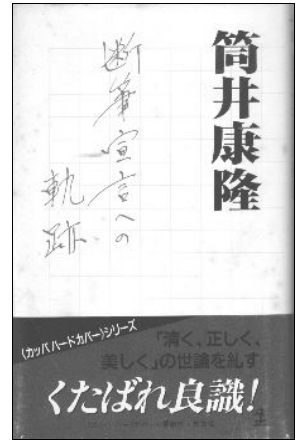 筒井康隆
断筆宣言への
軌跡
〈カッパハードカバー〉シリーズ
「清く、正しく、
美しく」の世論を糾す
くたばれ良識!